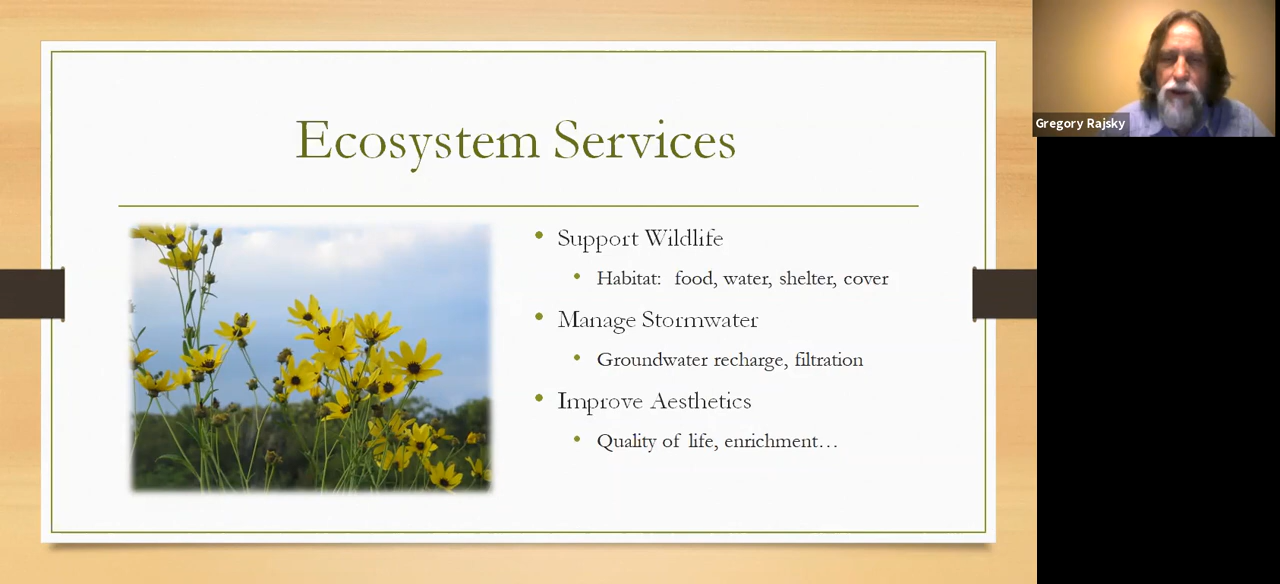 Ecosystem Services
Support Wildlife
Habitat: food, water, shelter, cover
Manage Stormwater
Groundwater recharge, filtration
Improve Aesthetics
Quality of life, enrichment…
Gregory Rajsky